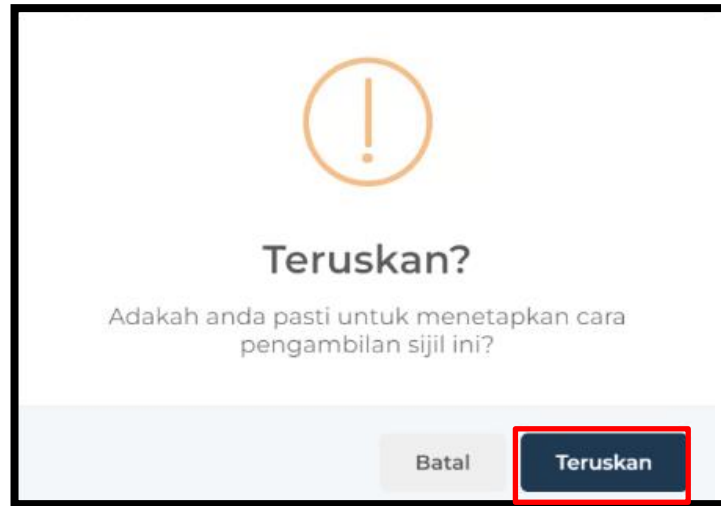 Teruskan?
Adakah anda pasti untuk menetapkan cara
pengambilan sijil ini?
Batal
Teruskan